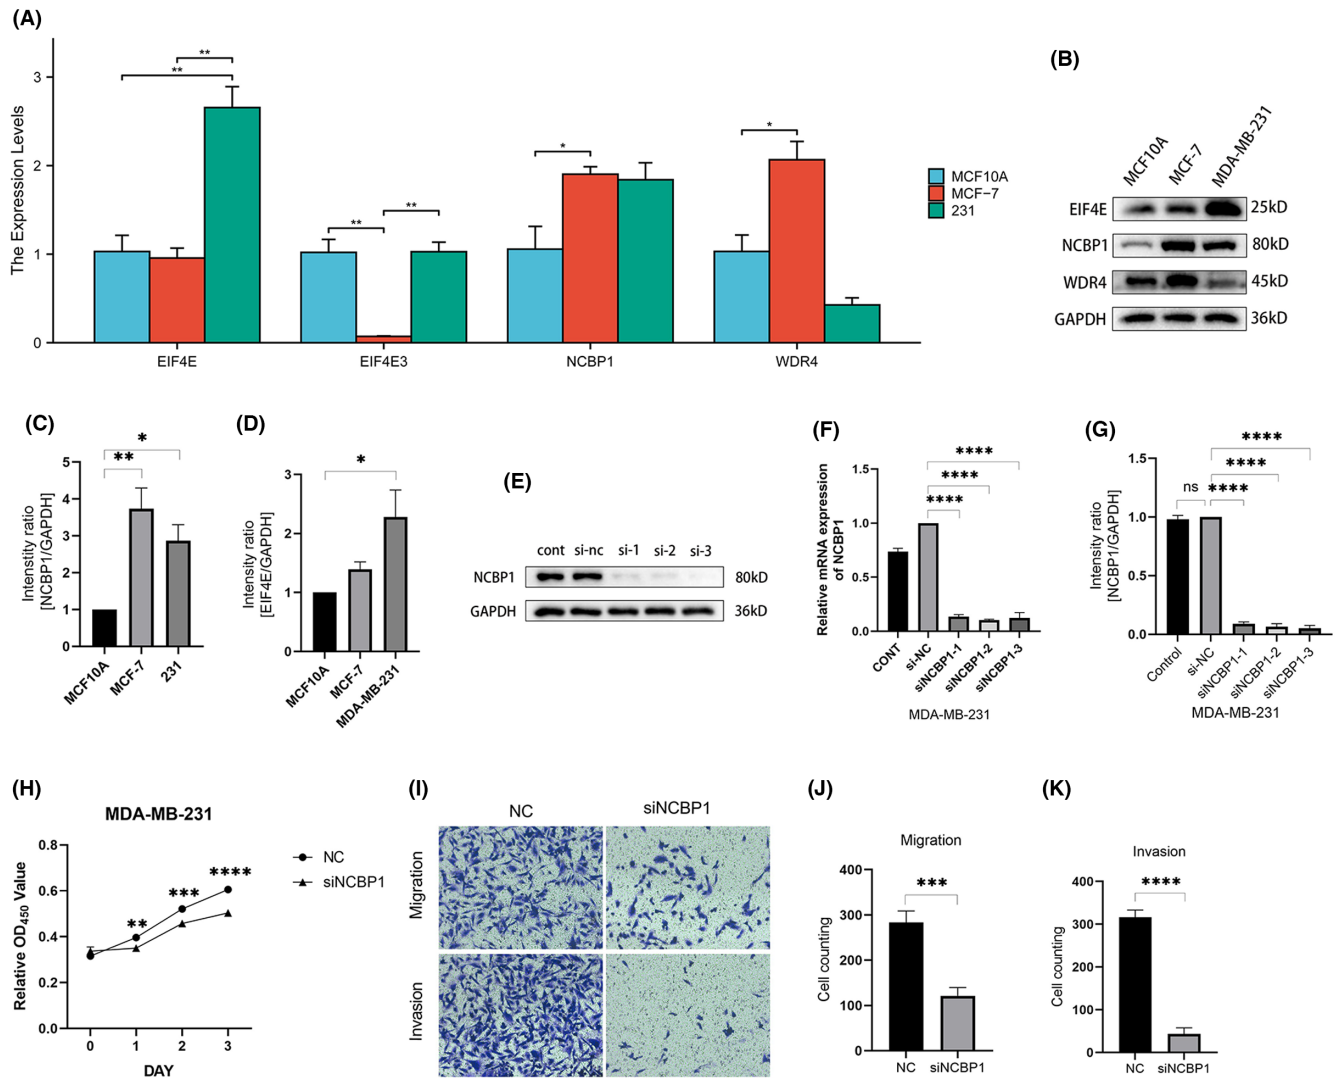 (A)
The Expression Levels
3
2
1
0
** **
** **
*
*
EIF4E EIF4E3 NCBP1 WDR4
MCF10A
MCF-7
231
(B)
MCF10A MCF-7 MDA-MB-231
EIF4E 25kD
NCBP1 80kD
WDR4 45kD
GAPDH 36kD
(C)
Intenstity ratio
[NCBP1/GAPDH]
5
4
3
2
1
0
*
**
MCF10A MCF-7 231
(D)
Intensity ratio
[EIF4E/GAPDH]
3
2
1
0
*
MCF10A MCF-7 MDA-MB-231
(E)
cont si-nc si-1 si-2 si-3
NCBP1 80kD
GAPDH 36kD
(F)
Relative mRNA expression
of NCBP1
1.5
1.0
0.5
0.0
****
****
****
CONT si-NC siNCBP1-1 siNCBP1-2 siNCBP1-3
MDA-MB-231
(G)
Intensity ratio
[NCBP1/GAPDH]
1.5
1.0
0.5
0.0
****
****
ns ****
Control si-NC siNCBP1-1 siNCBP1-2 siNCBP1-3
MDA-MB-231
(H)
MDA-MB-231
Relative OD450 Value
0.8
0.6
0.4
0.2
0.0
** *** ****
0 1 2 3
DAY
NC
siNCBP1
(I)
NC siNCBP1
Migration
Invasion
(J)
Migration
Cell counting
400
300
200
100
0
***
NC siNCBP1
(K)
Invasion
Cell counting
400
300
200
100
0
****
NC siNCBP1